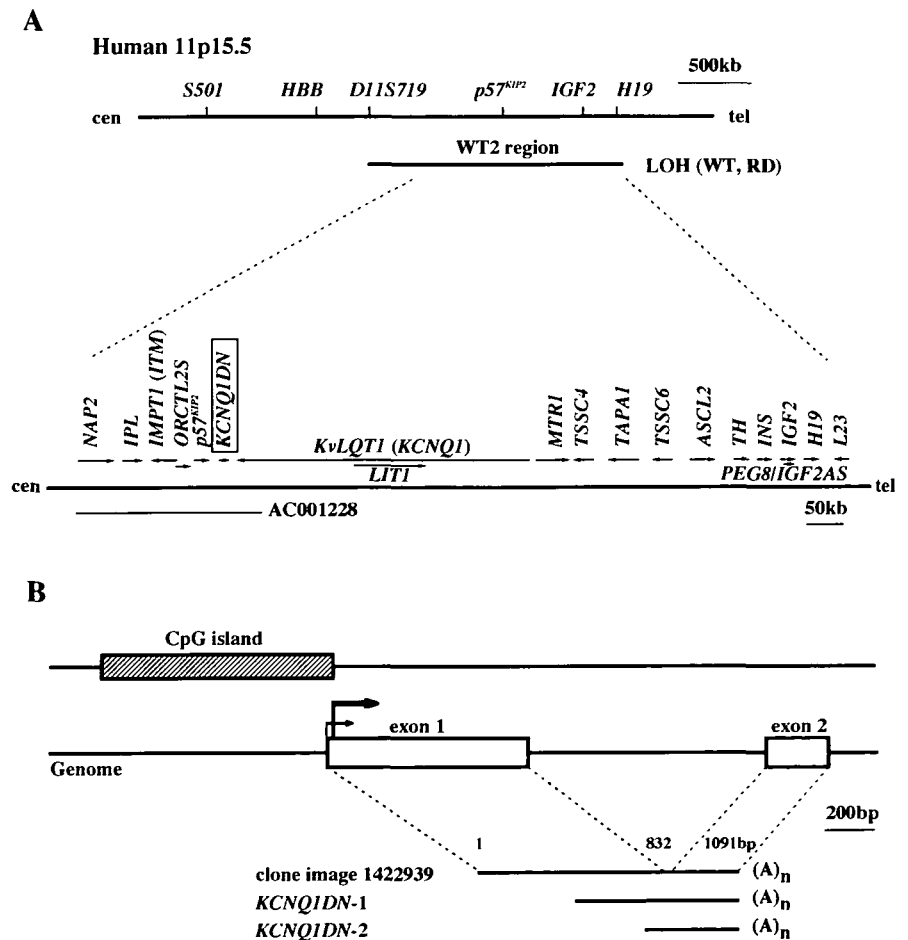 A
Human 11p15.5
500kb
S501 HBB D11S719 p57KIP2 IGF2 H19
cen tel
WT2 region
LOH (WT, RD)
NAP2
IPL
IMPT1 (ITM)
ORCTL2S
p57KIP2
KCNQ1DN
KvLQT1 (KCNQ1)
LIT1
MTR1
TSSC4
TAPA1
TSSC6
ASCL2
TH
INS
IGF2
H19
L23
PEG8/IGF2AS
cen tel
AC001228
50kb
B
CpG island
exon 1 exon 2
Genome
200bp
1 832 1091bp
clone image 1422939 (A)n
KCNQ1DN-1 (A)n
KCNQ1DN-2 (A)n